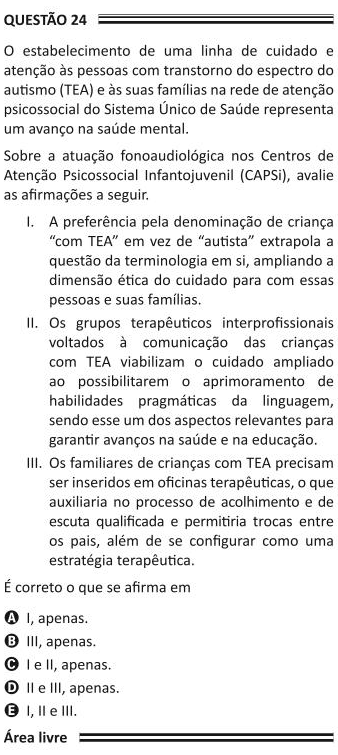 QUESTÃO 24
O estabelecimento de uma linha de cuidado e
atenção às pessoas com transtorno do espectro do
autismo (TEA) e às suas famílias na rede de atenção
psicossocial do Sistema Único de Saúde representa
um avanço na saúde mental.
Sobre a atuação fonoaudiológica nos Centros de
Atenção Psicossocial Infantojuvenil (CAPSi), avalie
as afirmações a seguir.
I. A preferência pela denominação de criança
“com TEA” em vez de “autista” extrapola a
questão da terminologia em si, ampliando a
dimensão ética do cuidado para com essas
pessoas e suas famílias.
II. Os grupos terapêuticos interprofissionais
voltados à comunicação das crianças
com TEA viabilizam o cuidado ampliado
ao possibilitarem o aprimoramento de
habilidades pragmáticas da linguagem,
sendo esse um dos aspectos relevantes para
garantir avanços na saúde e na educação.
III. Os familiares de crianças com TEA precisam
ser inseridos em oficinas terapêuticas, o que
auxiliaria no processo de acolhimento e de
escuta qualificada e permitiria trocas entre
os pais, além de se configurar como uma
estratégia terapêutica.
É correto o que se afirma em
A I, apenas.
B III, apenas.
C I e II, apenas.
D II e III, apenas.
E I, II e III.
Área livre